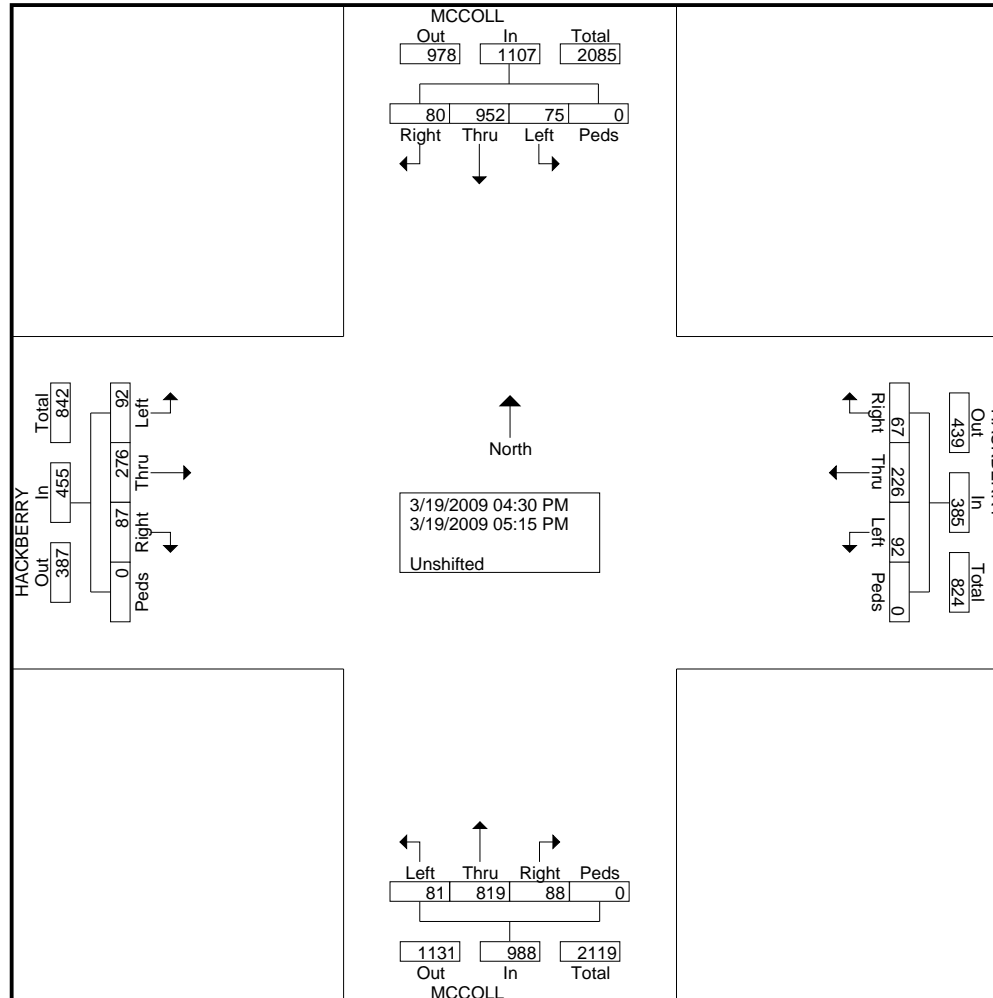 MCCOLL
Out In Total
978 1107 2085
80 952 75 0
Right Thru Left Peds
HACKBERRY
Out In Total
387 455 842
Left Thru Right Peds
92 276 87 0
North
3/19/2009 04:30 PM
3/19/2009 05:15 PM
Unshifted
Right Thru Left Peds
67 226 92 0
Out In Total
439 385 824
Left Thru Right Peds
81 819 88 0
1131 988 2119
Out In Total
MCCOLL